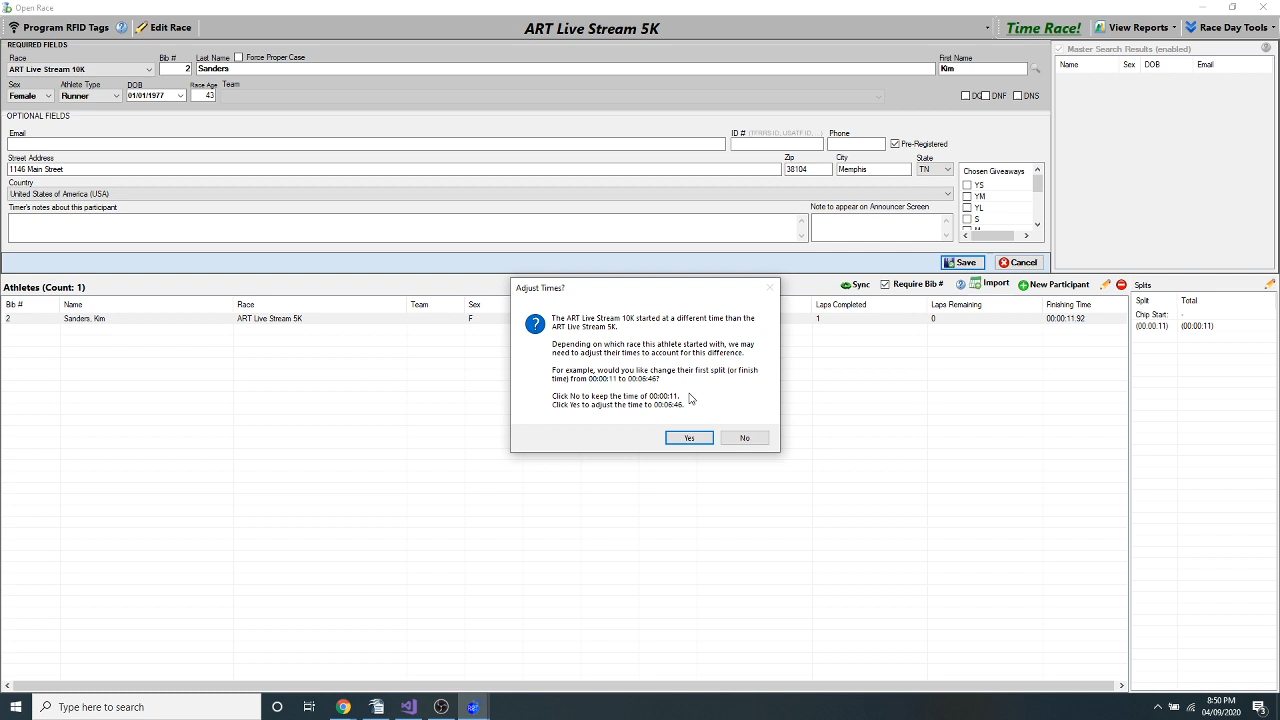 Open Race
Program RFID Tags
Edit Race
ART Live Stream 5K
Time Race!
View Reports
Race Day Tools
REQUIRED FIELDS
Race
Bib #
Last Name
Force Proper Case
First Name
ART Live Stream 10K
2
Sanders
Kim
Sex
Athlete Type
DOB
Race Age
Team
Female
Runner
01/01/1977
43
DQ
DNF
DNS
Master Search Results (enabled)
Name
Sex
DOB
Email
OPTIONAL FIELDS
Email
ID # (TFRRS ID, USATF ID, ...)
Phone
Pre-Registered
Street Address
Zip
City
State
1146 Main Street
38104
Memphis
TN
Country
United States of America (USA)
Timer's notes about this participant
Note to appear on Announcer Screen
Chosen Giveaways
YS
YM
YL
S
Save
Cancel
Athletes (Count: 1)
Sync
Require Bib #
Import
New Participant
Splits
Bib #
Name
Race
Team
Sex
Laps Completed
Laps Remaining
Finishing Time
2
Sanders, Kim
ART Live Stream 5K
F
1
0
00:00:11.92
Split
Total
Chip Start:
-
(00:00:11)
(00:00:11)
Adjust Times?
The ART Live Stream 10K started at a different time than the
ART Live Stream 5K.
Depending on which race this athlete started with, we may
need to adjust their times to account for this difference.
For example, would you like change their first split (or finish
time) from 00:00:11 to 00:06:46?
Click No to keep the time of 00:00:11.
Click Yes to adjust the time to 00:06:46.
Yes
No
Type here to search
8:50 PM
04/09/2020
3